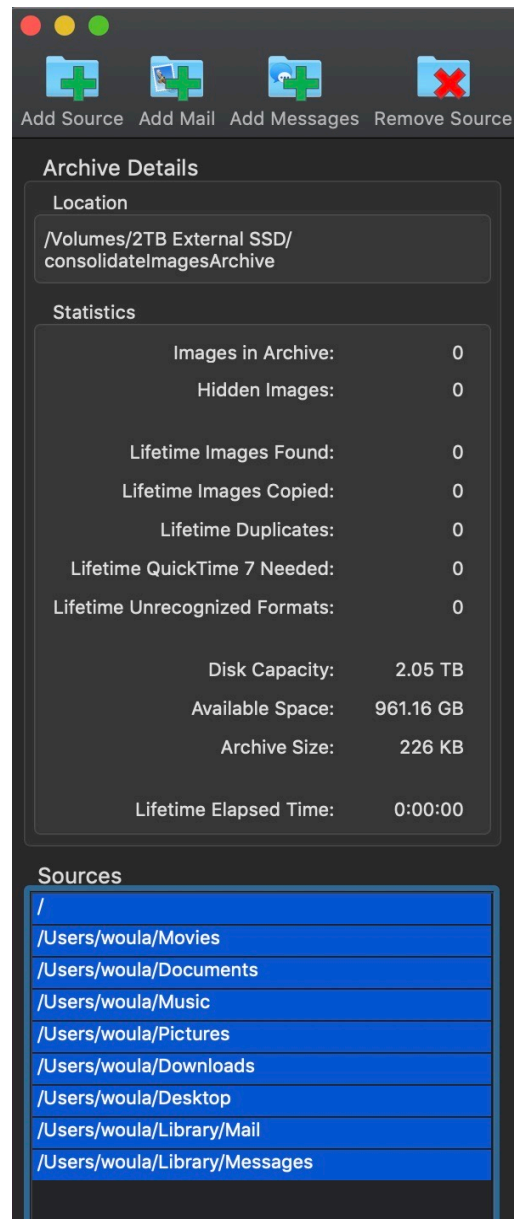 Add Source Add Mail Add Messages Remove Source
Archive Details
Location
/Volumes/2TB External SSD/
consolidateImagesArchive
Statistics
Images in Archive: 0
Hidden Images: 0
Lifetime Images Found: 0
Lifetime Images Copied: 0
Lifetime Duplicates: 0
Lifetime QuickTime 7 Needed: 0
Lifetime Unrecognized Formats: 0
Disk Capacity: 2.05 TB
Available Space: 961.16 GB
Archive Size: 226 KB
Lifetime Elapsed Time: 0:00:00
Sources
/
/Users/woula/Movies
/Users/woula/Documents
/Users/woula/Music
/Users/woula/Pictures
/Users/woula/Downloads
/Users/woula/Desktop
/Users/woula/Library/Mail
/Users/woula/Library/Messages